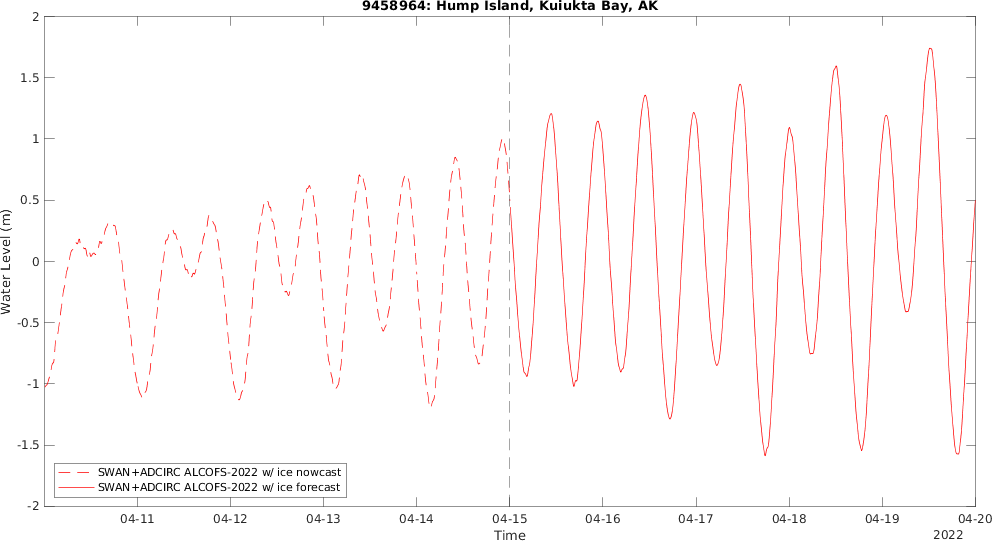 9458964: Hump Island, Kuiukta Bay, AK
2
1.5
1
0.5
0
-0.5
-1
-1.5
-2
Water Level (m)
SWAN+ADCIRC ALCOFS-2022 w/ ice nowcast
SWAN+ADCIRC ALCOFS-2022 w/ ice forecast
04-11 04-12 04-13 04-14 04-15 04-16 04-17 04-18 04-19 04-20
Time
2022